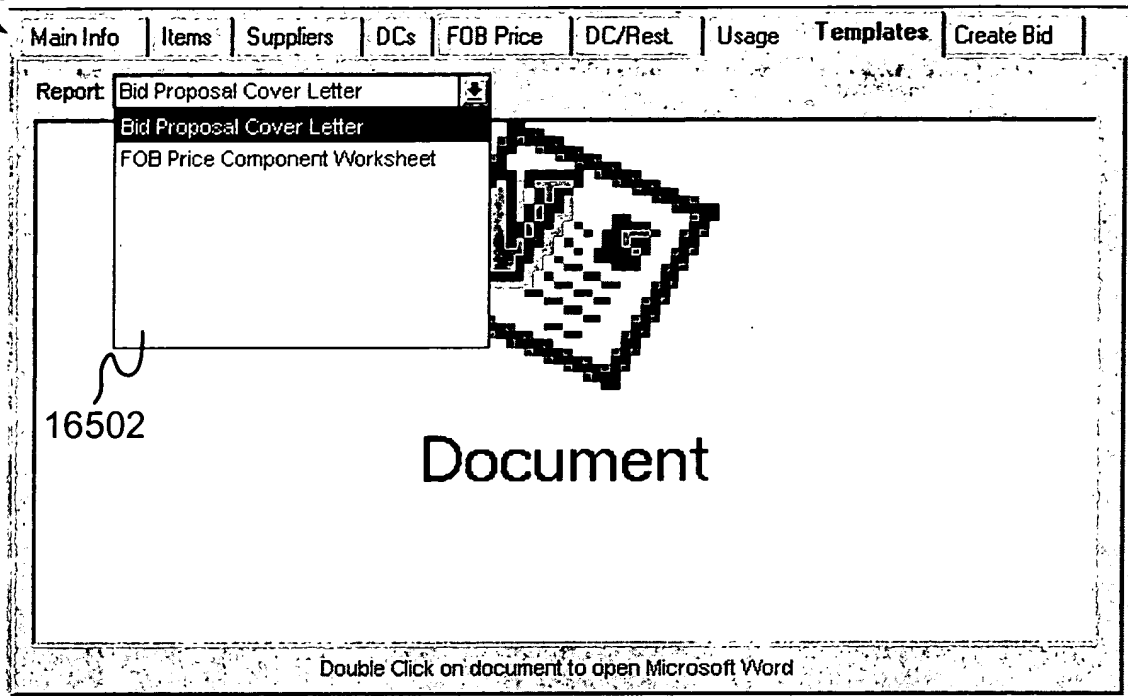 Main Info Items Suppliers DCs FOB Price DC/Rest. Usage Templates Create Bid
Report: Bid Proposal Cover Letter
Bid Proposal Cover Letter
FOB Price Component Worksheet
16502
Document
Double Click on document to open Microsoft Word